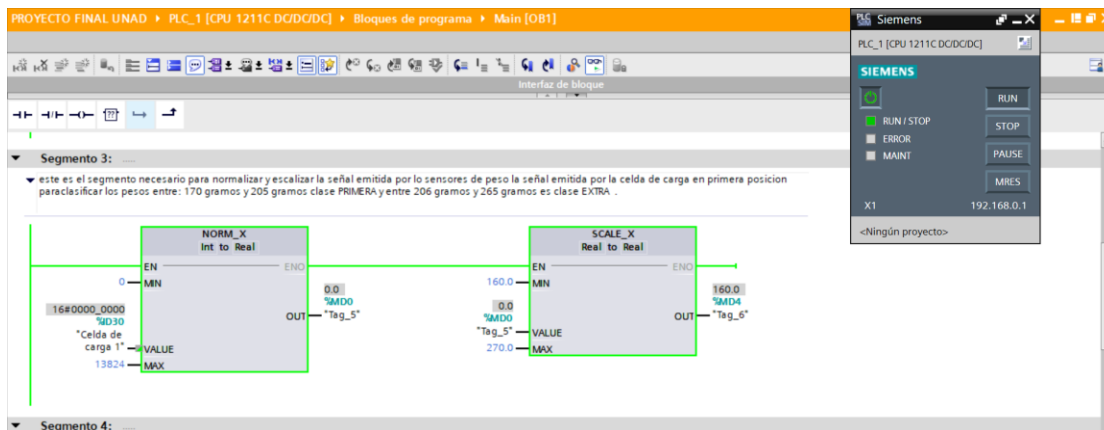 PROYECTO FINAL UNAD ▸ PLC_1 [CPU 1211C DC/DC/DC] ▸ Bloques de programa ▸ Main [OB1]
Siemens
PLC_1 [CPU 1211C DC/DC/DC]
SIEMENS
RUN
RUN / STOP
STOP
ERROR
MAINT
PAUSE
MRES
X1 192.168.0.1
<Ningún proyecto>
Interfaz de bloque
Segmento 3:
este es el segmento necesario para normalizar y escalizar la señal emitida por lo sensores de peso la señal emitida por la celda de carga en primera posicion
paraclasificar los pesos entre: 170 gramos y 205 gramos clase PRIMERA y entre 206 gramos y 265 gramos es clase EXTRA .
NORM_X
Int to Real
EN ENO
0 MIN
0.0
%MD0
OUT "Tag_5"
16#0000_0000
%ID30
"Celda de
carga 1" VALUE
13824 MAX
SCALE_X
Real to Real
EN ENO
160.0 MIN
160.0
%MD4
OUT "Tag_6"
0.0
%MD0
"Tag_5" VALUE
270.0 MAX
Segmento 4: